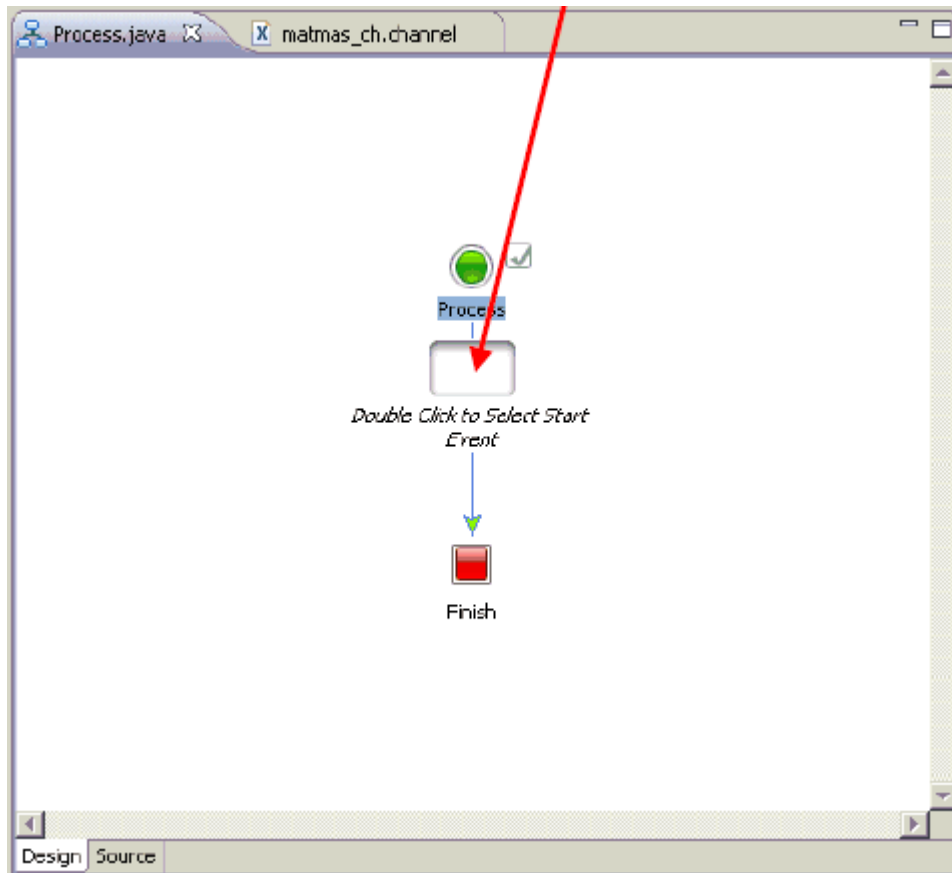 Process.java matmas_ch.channel
Process
Double Click to Select Start
Event
Finish
Design Source